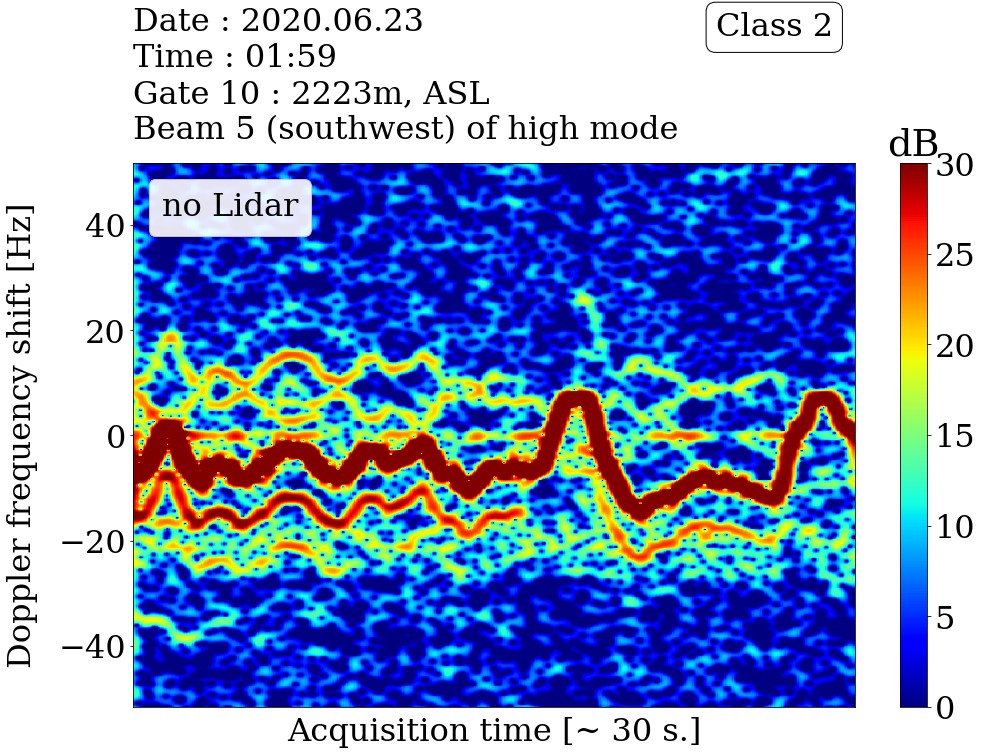 Date : 2020.06.23
Time : 01:59
Gate 10 : 2223m, ASL
Beam 5 (southwest) of high mode
Class 2
dB
no Lidar
Doppler frequency shift [Hz]
40
20
0
−20
−40
30
25
20
15
10
5
0
Acquisition time [~ 30 s.]